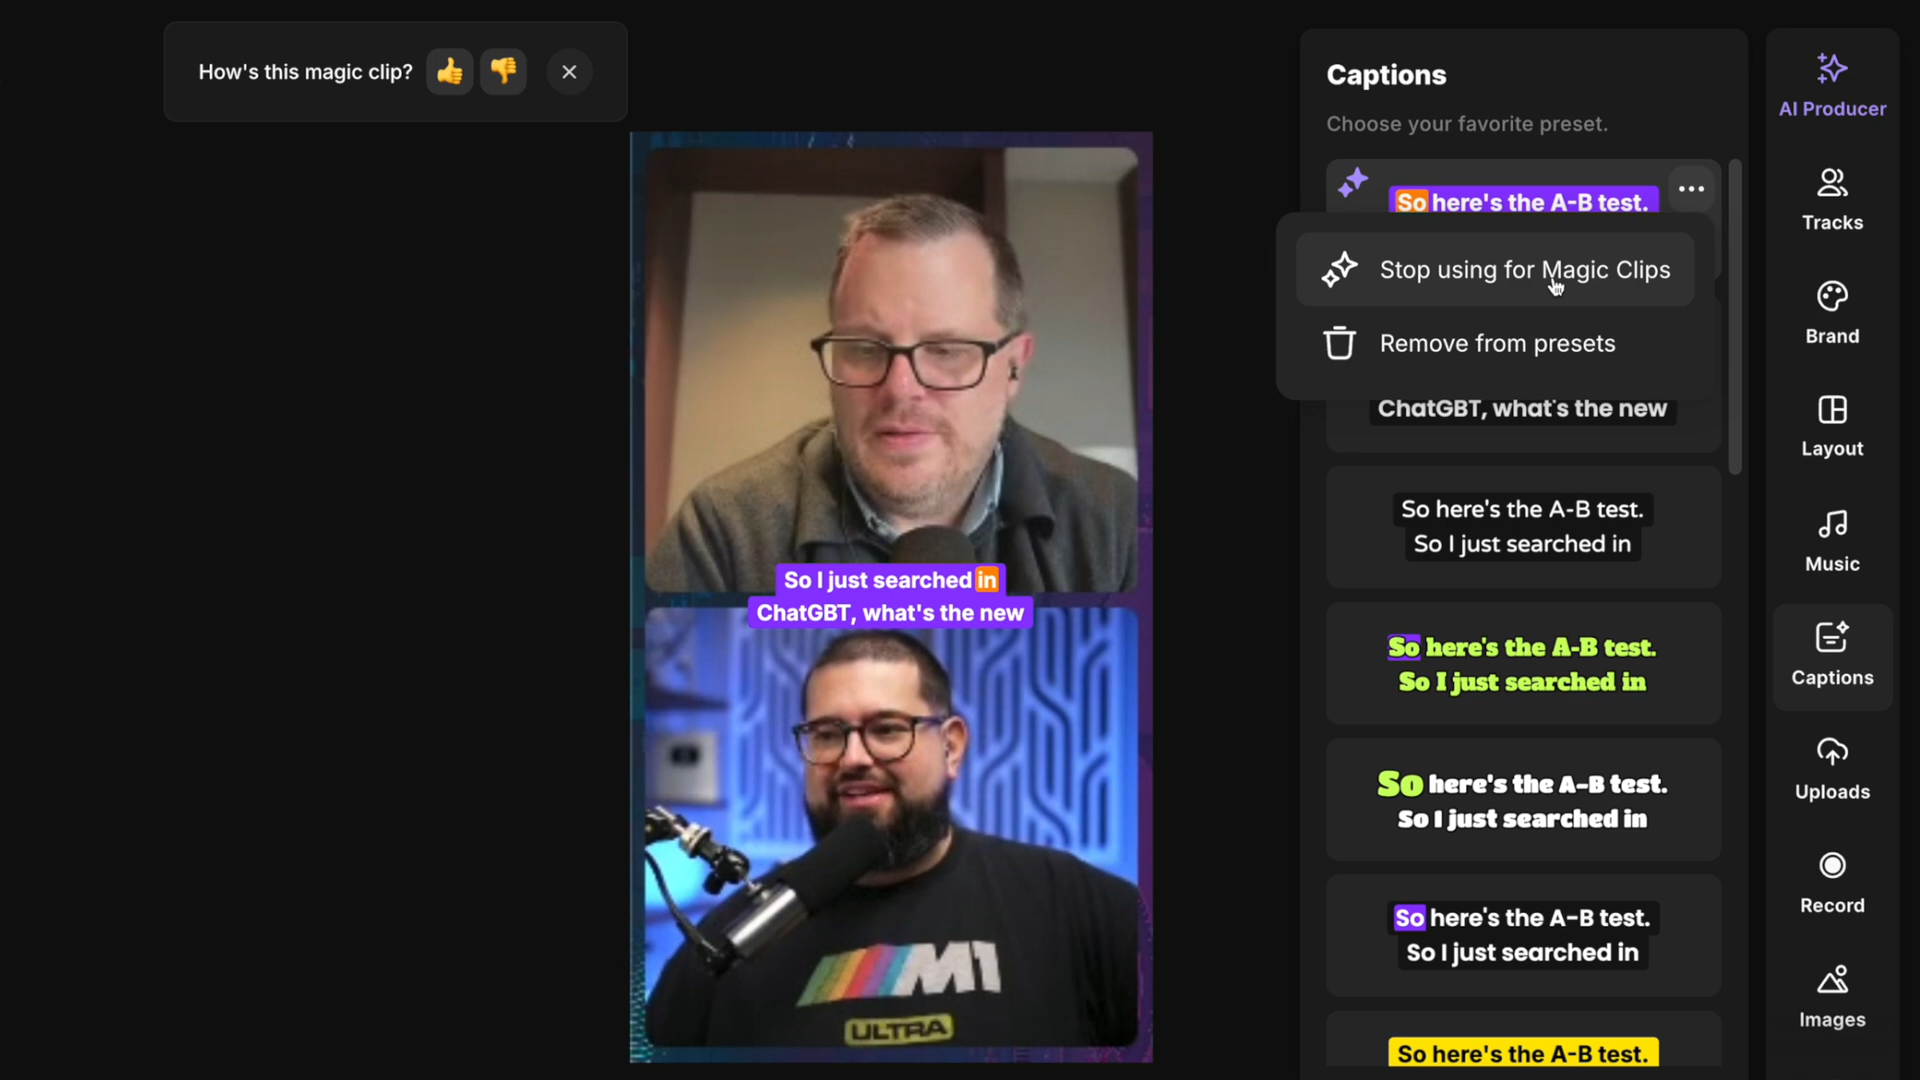 How's this magic clip?
Captions
Choose your favorite preset.
So here's the A-B test.
Stop using for Magic Clips
Remove from presets
ChatGBT, what's the new
So here's the A-B test.
So I just searched in
So here's the A-B test.
So I just searched in
So here's the A-B test.
So I just searched in
So here's the A-B test.
So I just searched in
So here's the A-B test.
So I just searched in
ChatGBT, what's the new
M1
ULTRA
AI Producer
Tracks
Brand
Layout
Music
Captions
Uploads
Record
Images